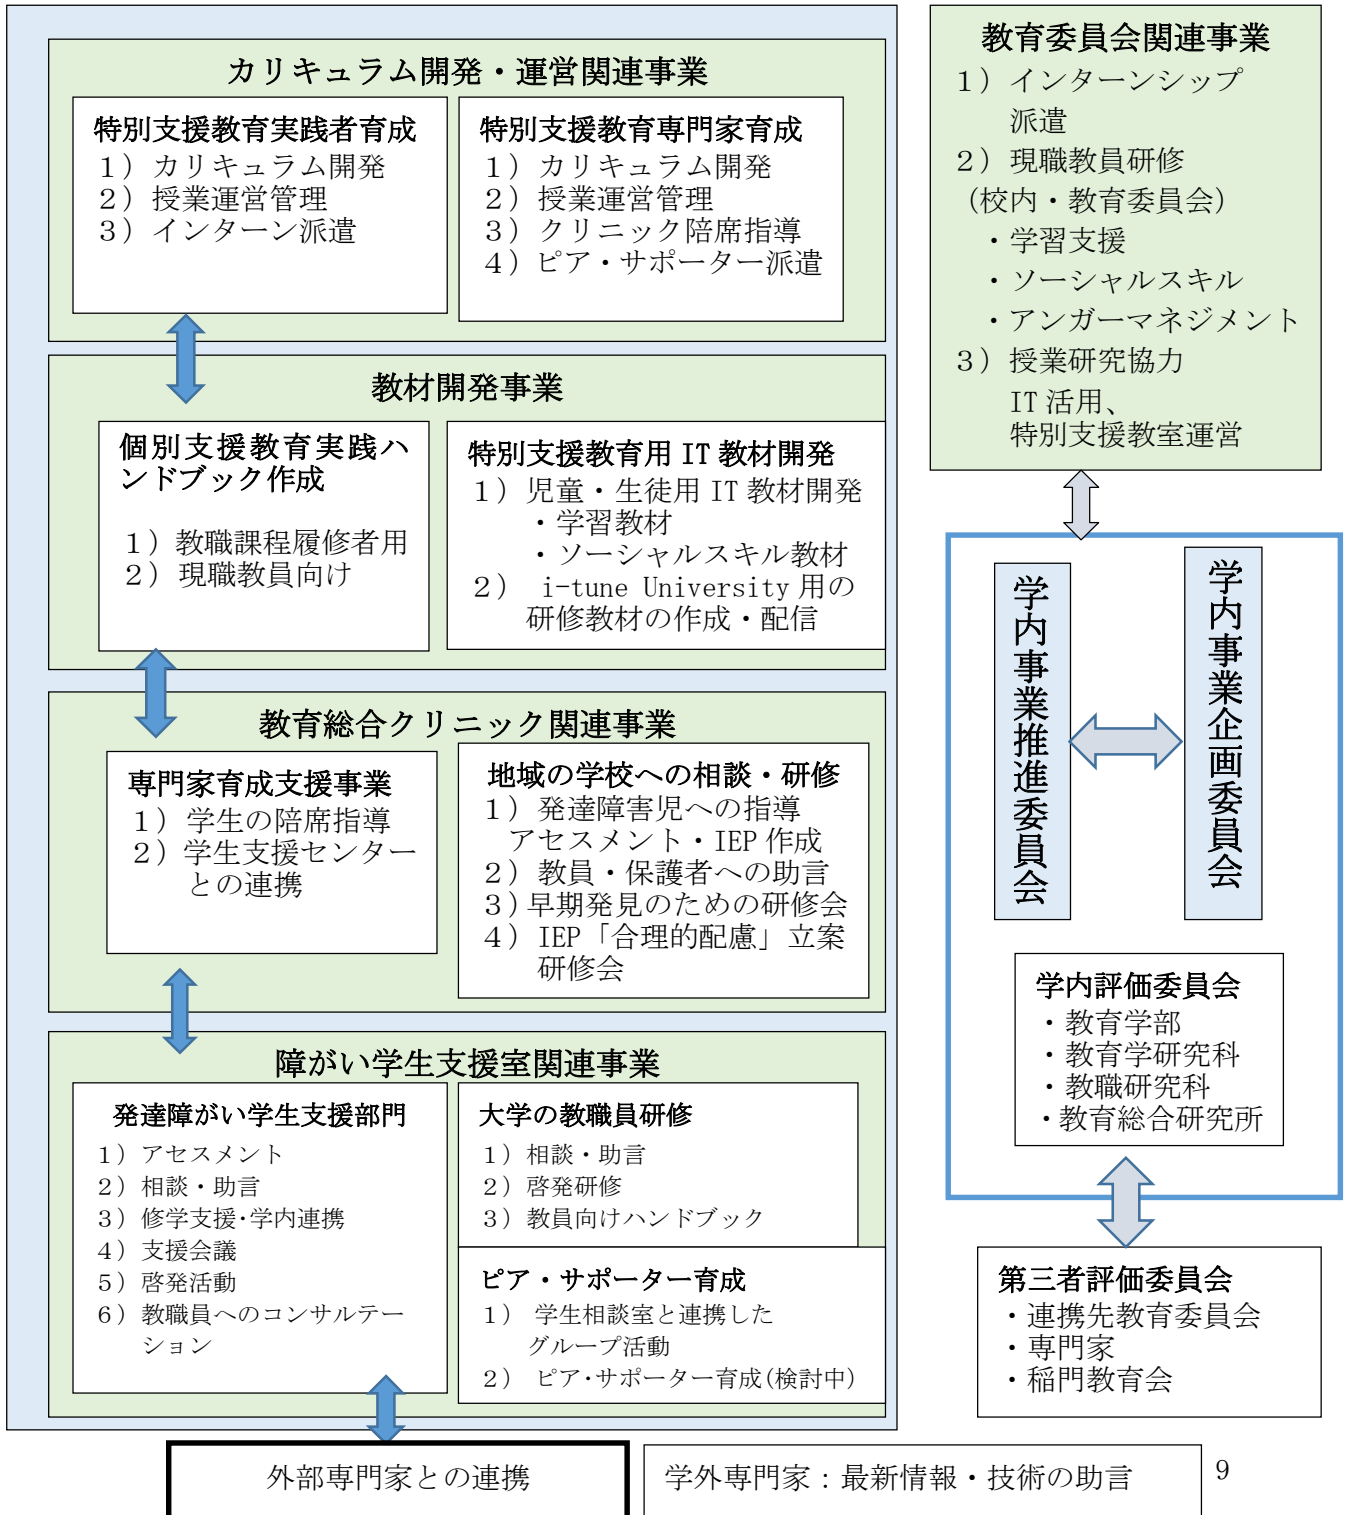 カリキュラム開発・運営関連事業
特別支援教育実践者育成
１）カリキュラム開発
２）授業運営管理
３）インターン派遣
特別支援教育専門家育成
１）カリキュラム開発
２）授業運営管理
３）クリニック陪席指導
４）ピア・サポーター派遣
教材開発事業
個別支援教育実践ハ
ンドブック作成
１）教職課程履修者用
２）現職教員向け
特別支援教育用 IT 教材開発
１）児童・生徒用 IT 教材開発
・学習教材
・ソーシャルスキル教材
２） i-tune University 用の
研修教材の作成・配信
教育総合クリニック関連事業
専門家育成支援事業
１）学生の陪席指導
２）学生支援センター
との連携
地域の学校への相談・研修
１）発達障害児への指導
アセスメント・IEP 作成
２）教員・保護者への助言
３）早期発見のための研修会
４）IEP「合理的配慮」立案
研修会
障がい学生支援室関連事業
発達障がい学生支援部門
１）アセスメント
２）相談・助言
３）修学支援・学内連携
４）支援会議
５）啓発活動
６）教職員へのコンサルテー
ション
大学の教職員研修
１）相談・助言
２）啓発研修
３）教員向けハンドブック
ピア・サポーター育成
１） 学生相談室と連携した
グループ活動
２） ピア・サポーター育成(検討中)
外部専門家との連携
学外専門家：最新情報・技術の助言
教育委員会関連事業
１）インターンシップ
派遣
２）現職教員研修
(校内・教育委員会)
・学習支援
・ソーシャルスキル
・アンガーマネジメント
３）授業研究協力
IT 活用、
特別支援教室運営
学内事業推進委員会
学内事業企画委員会
学内評価委員会
・教育学部
・教育学研究科
・教職研究科
・教育総合研究所
第三者評価委員会
・連携先教育委員会
・専門家
・稲門教育会
9